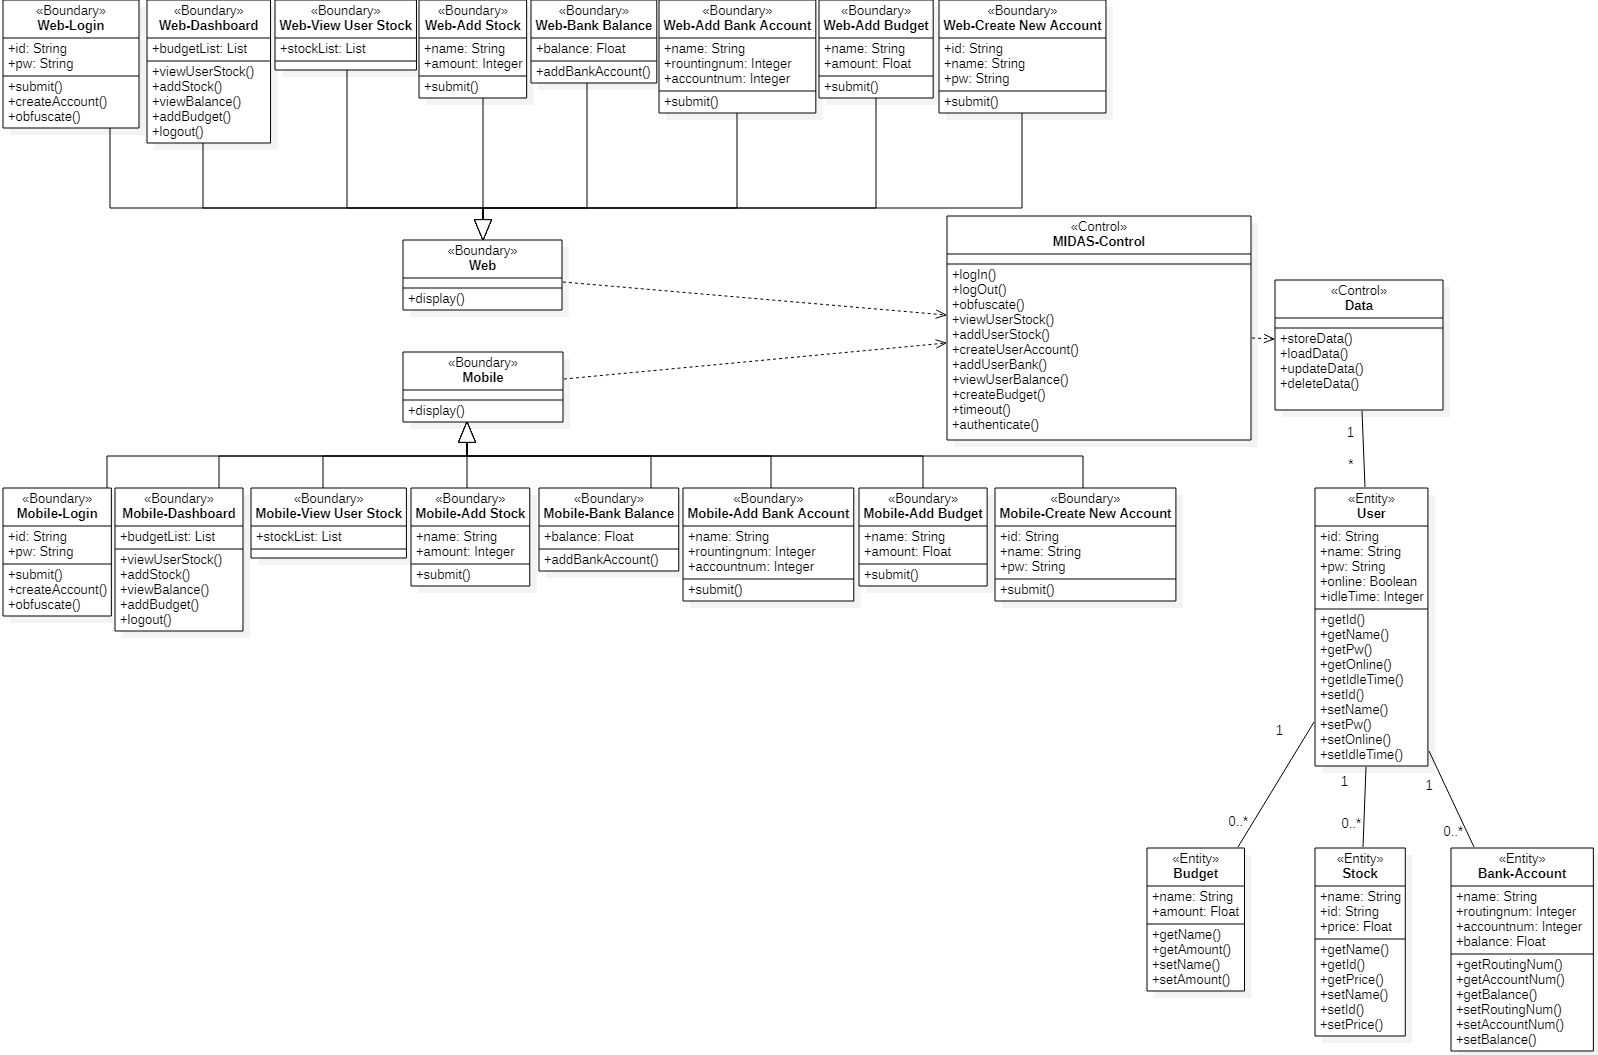 «Boundary»
Web-Login
+id: String
+pw: String
+submit()
+createAccount()
+obfuscate()
«Boundary»
Web-Dashboard
+budgetList: List
+viewUserStock()
+addStock()
+viewBalance()
+addBudget()
+logout()
«Boundary»
Web-View User Stock
+stockList: List
«Boundary»
Web-Add Stock
+name: String
+amount: Integer
+submit()
«Boundary»
Web-Bank Balance
+balance: Float
+addBankAccount()
«Boundary»
Web-Add Bank Account
+name: String
+rountingnum: Integer
+accountnum: Integer
+submit()
«Boundary»
Web-Add Budget
+name: String
+amount: Float
+submit()
«Boundary»
Web-Create New Account
+id: String
+name: String
+pw: String
+submit()
«Boundary»
Web
+display()
«Boundary»
Mobile
+display()
«Control»
MIDAS-Control
+logIn()
+logOut()
+obfuscate()
+viewUserStock()
+addUserStock()
+createUserAccount()
+addUserBank()
+viewUserBalance()
+createBudget()
+timeout()
+authenticate()
«Control»
Data
+storeData()
+loadData()
+updateData()
+deleteData()
1
*
«Boundary»
Mobile-Login
+id: String
+pw: String
+submit()
+createAccount()
+obfuscate()
«Boundary»
Mobile-Dashboard
+budgetList: List
+viewUserStock()
+addStock()
+viewBalance()
+addBudget()
+logout()
«Boundary»
Mobile-View User Stock
+stockList: List
«Boundary»
Mobile-Add Stock
+name: String
+amount: Integer
+submit()
«Boundary»
Mobile-Bank Balance
+balance: Float
+addBankAccount()
«Boundary»
Mobile-Add Bank Account
+name: String
+rountingnum: Integer
+accountnum: Integer
+submit()
«Boundary»
Mobile-Add Budget
+name: String
+amount: Float
+submit()
«Boundary»
Mobile-Create New Account
+id: String
+name: String
+pw: String
+submit()
«Entity»
User
+id: String
+name: String
+pw: String
+online: Boolean
+idleTime: Integer
+getId()
+getName()
+getPw()
+getOnline()
+getIdleTime()
+setId()
+setName()
+setPw()
+setOnline()
+setIdleTime()
1
0..*
1
0..*
1
0..*
«Entity»
Budget
+name: String
+amount: Float
+getName()
+getAmount()
+setName()
+setAmount()
«Entity»
Stock
+name: String
+id: String
+price: Float
+getName()
+getId()
+getPrice()
+setName()
+setId()
+setPrice()
«Entity»
Bank-Account
+name: String
+routingnum: Integer
+accountnum: Integer
+balance: Float
+getRoutingNum()
+getAccountNum()
+getBalance()
+setRoutingNum()
+setAccountNum()
+setBalance()